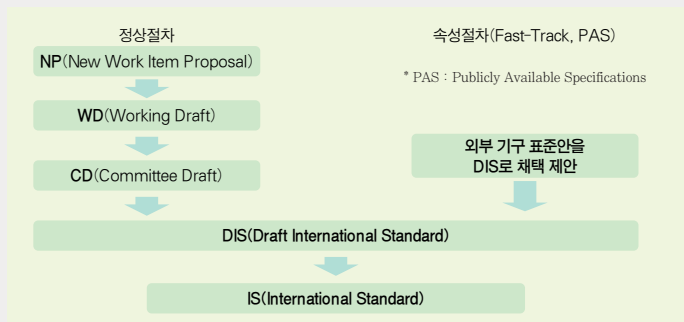 정상절차
NP(New Work Item Proposal)
WD(Working Draft)
CD(Committee Draft)
속성절차(Fast-Track, PAS)
* PAS : Publicly Available Specifications
외부 기구 표준안을
DIS로 채택 제안
DIS(Draft International Standard)
IS(International Standard)